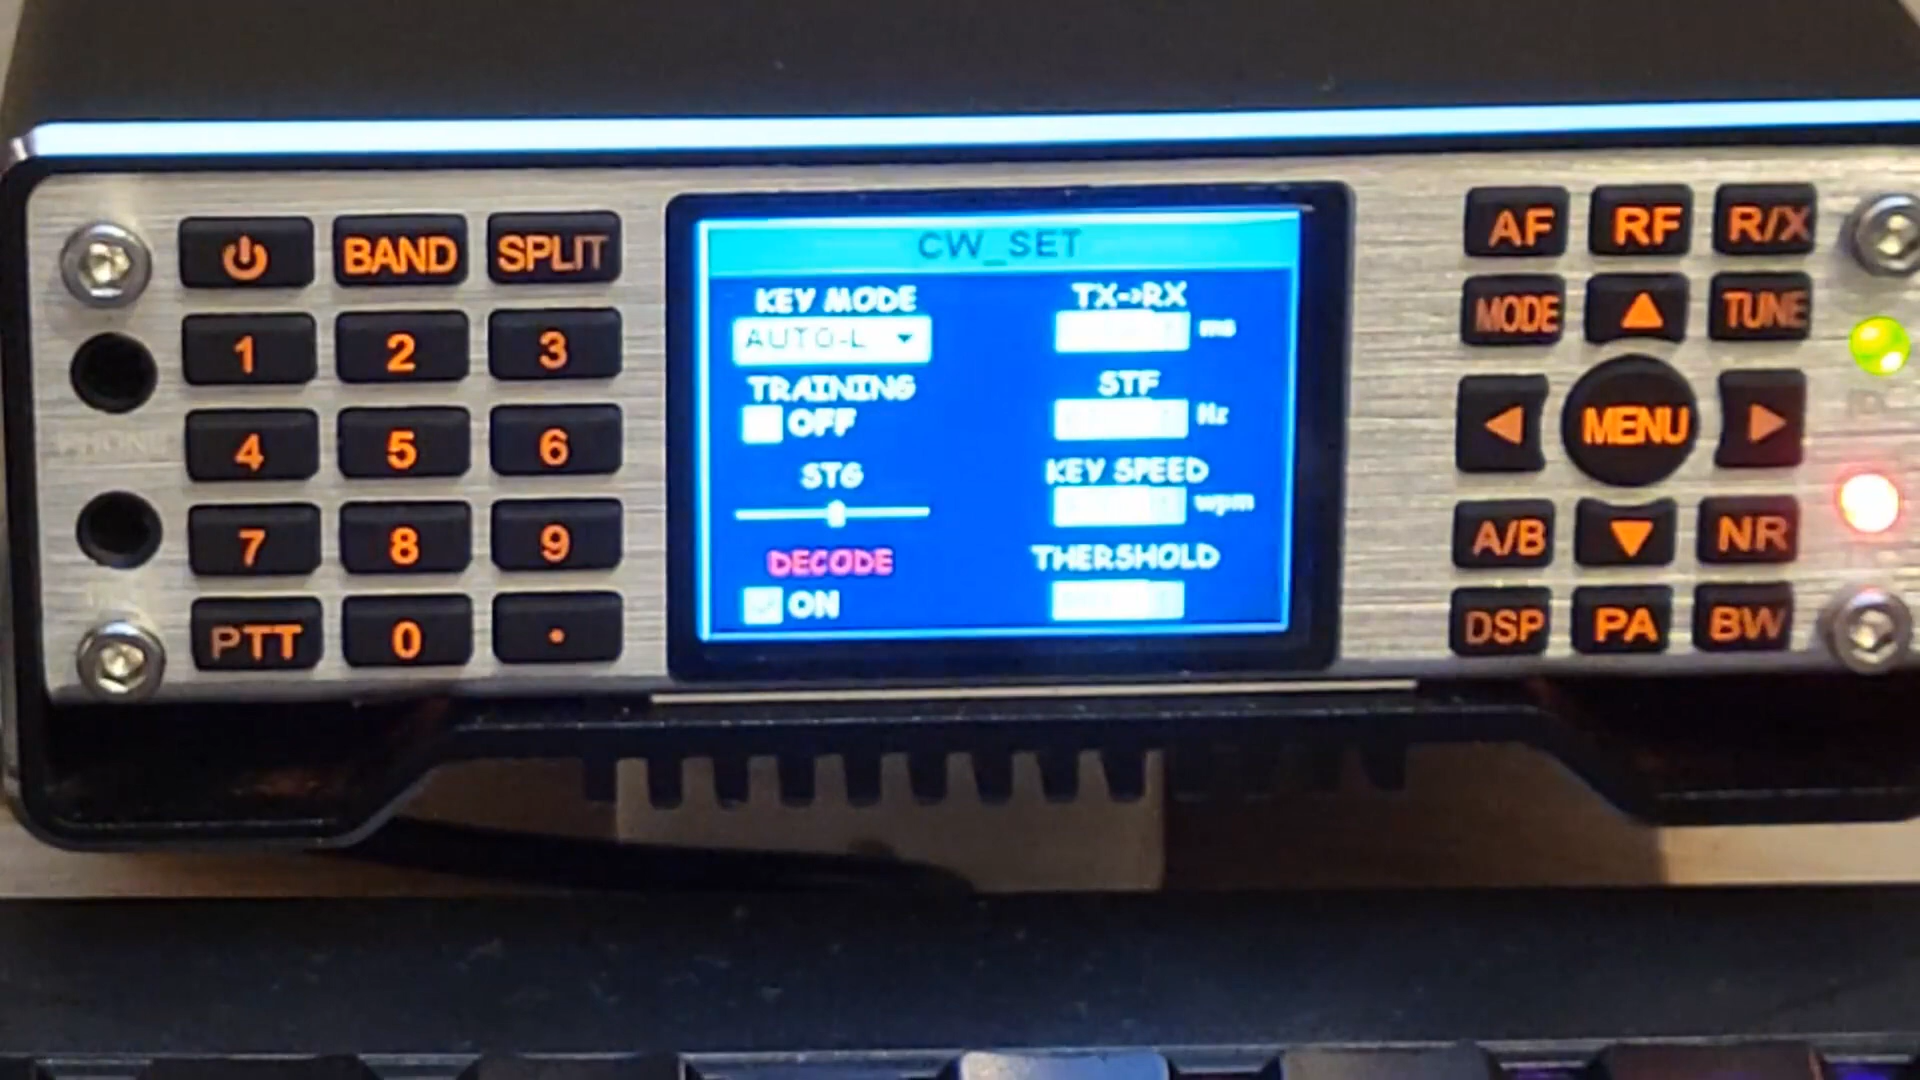 BAND SPLIT
1 2 3
4 5 6
7 8 9
PTT 0 .
PHONE
CW_SET
KEY MODE
AUTO-L
TRAINING
OFF
STG
DECODE
ON
TX->RX
ms
STF
Hz
KEY SPEED
wpm
THERSHOLD
AF RF R/X
MODE TUNE
MENU
A/B NR
DSP PA BW